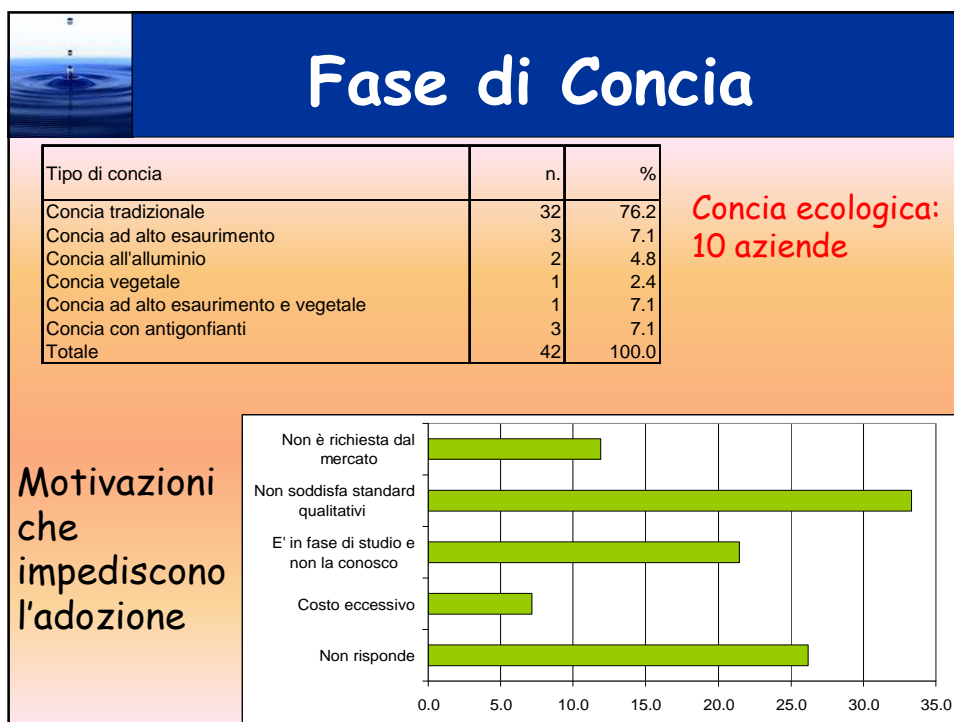 Fase di Concia
Tipo di concia n. %
Concia tradizionale 32 76.2
Concia ad alto esaurimento 3 7.1
Concia all'alluminio 2 4.8
Concia vegetale 1 2.4
Concia ad alto esaurimento e vegetale 1 7.1
Concia con antigonfianti 3 7.1
Totale 42 100.0
Concia ecologica:
10 aziende
Motivazioni
che
impediscono
l'adozione
Non è richiesta dal
mercato
Non soddisfa standard
qualitativi
E' in fase di studio e
non la conosco
Costo eccessivo
Non risponde
0.0 5.0 10.0 15.0 20.0 25.0 30.0 35.0